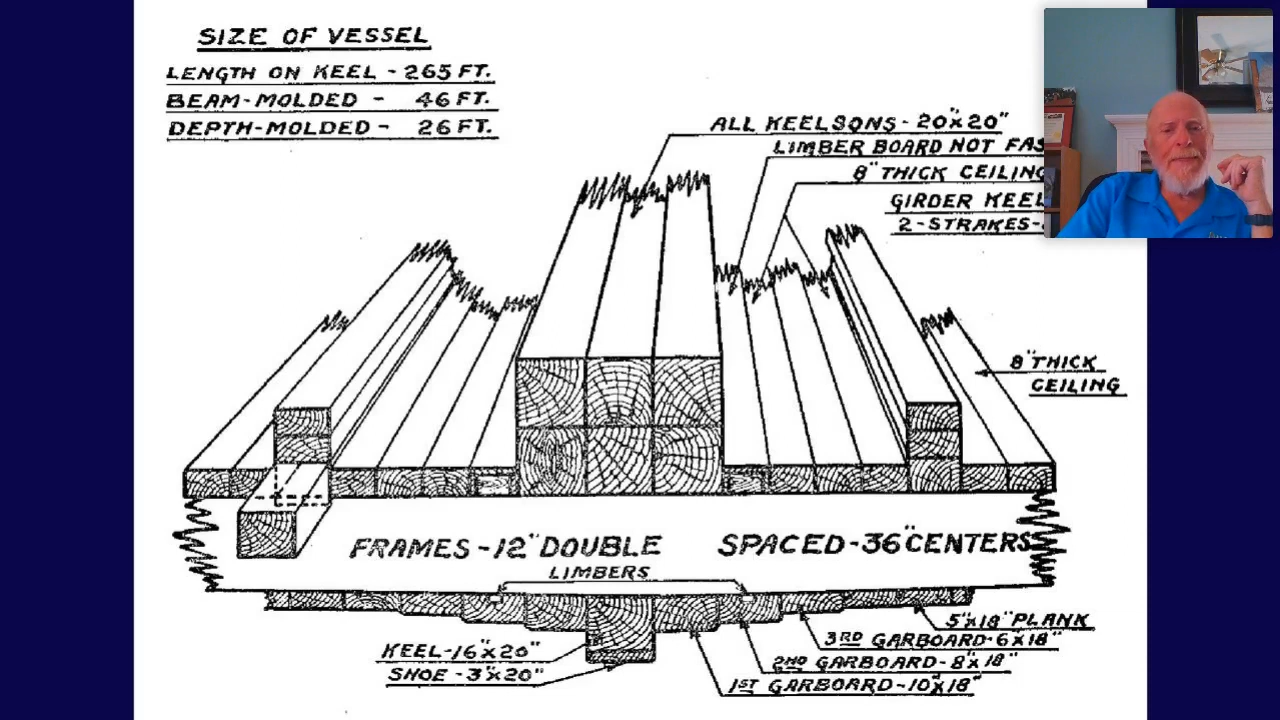 SIZE OF VESSEL
LENGTH ON KEEL - 265 FT.
BEAM-MOLDED - 46 FT.
DEPTH-MOLDED - 26 FT.
ALL KEELSONS - 20"x20"
LIMBER BOARD NOT
8" THICK CEILING
GIRDER
2-STRAKES-
8" THICK
CEILING
FRAMES-12" DOUBLE SPACED-36" CENTERS
LIMBERS
5"x18" PLANK
3RD GARBOARD-6"x18"
KEEL-16"x20"
2ND GARBOARD-8"x18"
SHOE-3"x20"
1ST GARBOARD-10"x18"